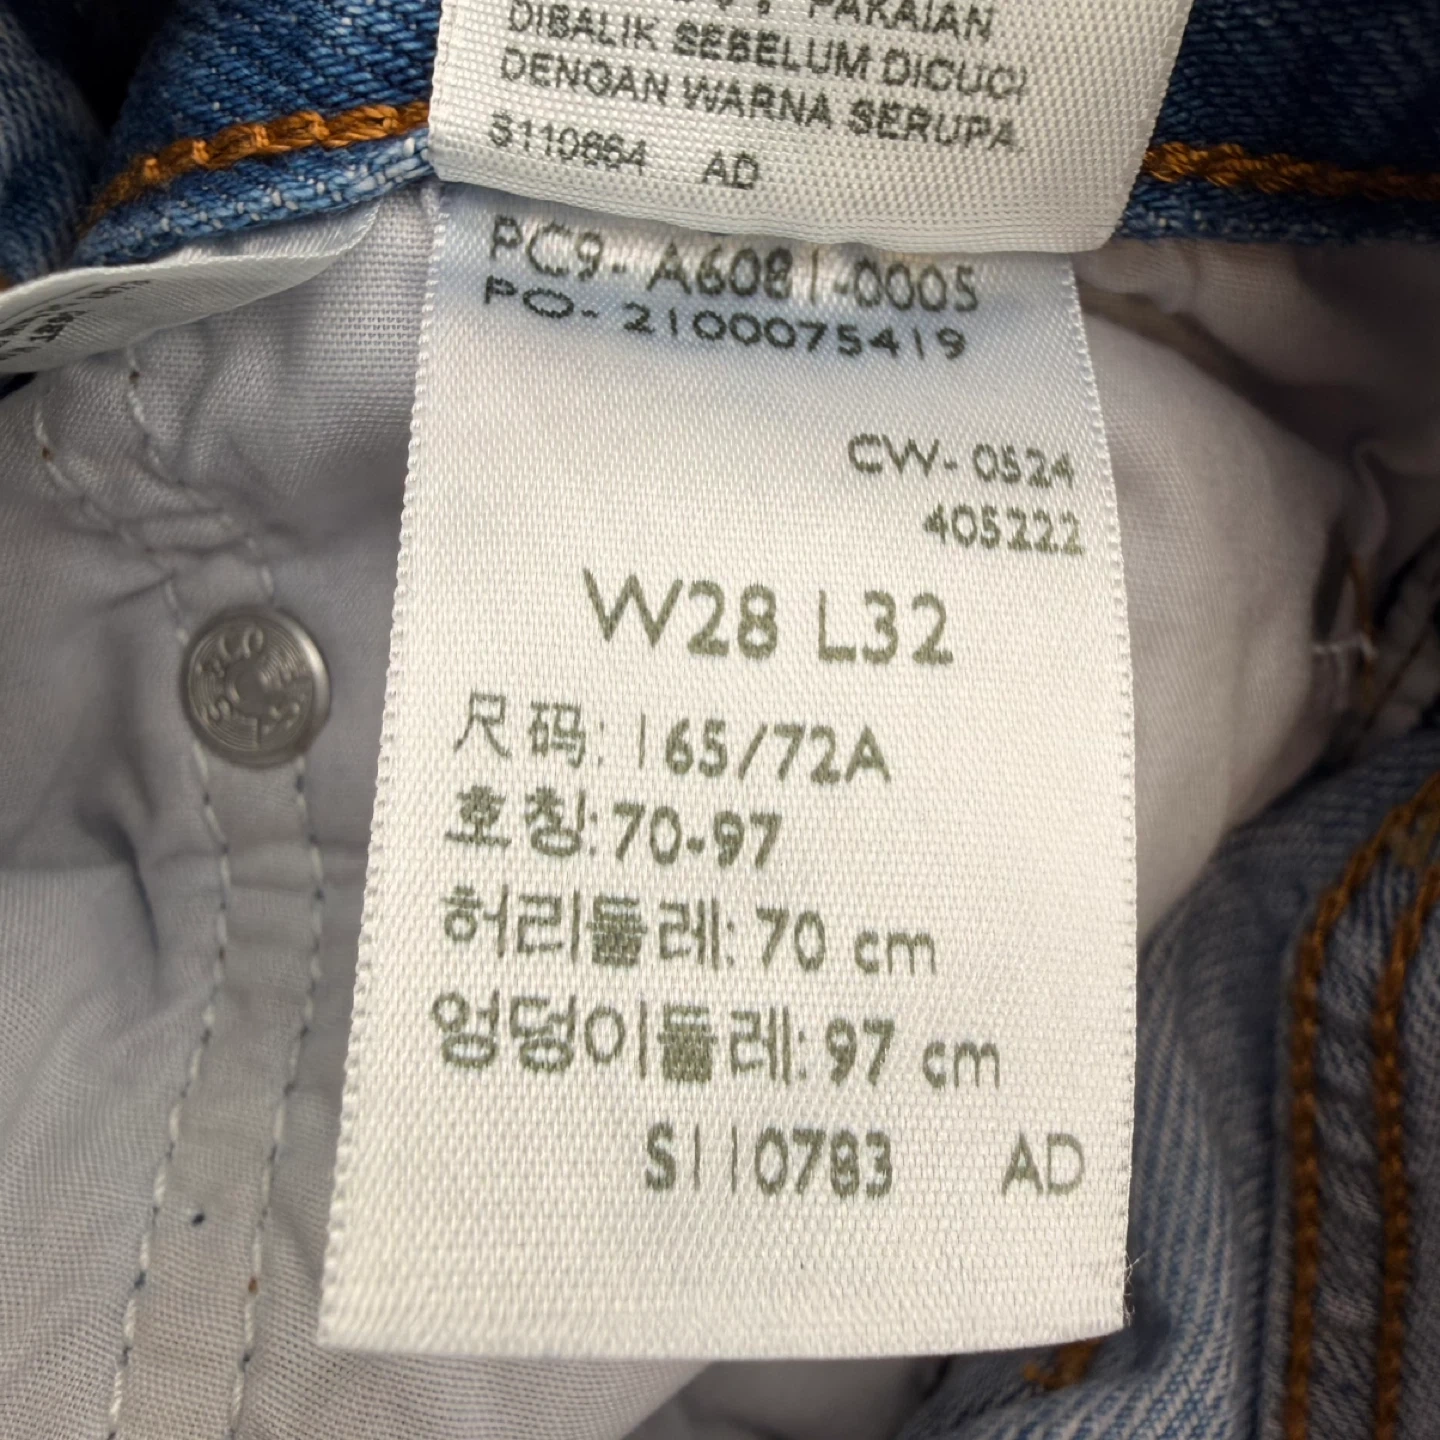 PAKAIAN
DIBALIK SEBELUM DICUCI
DENGAN WARNA SERUPA
S110664 AD
PC9- A6081-0005
PO- 2100075419
CW- 0524
405222
W28 L32
尺码: 165/72A
호칭: 70-97
허리둘레: 70 cm
엉덩이둘레: 97 cm
S110783 AD